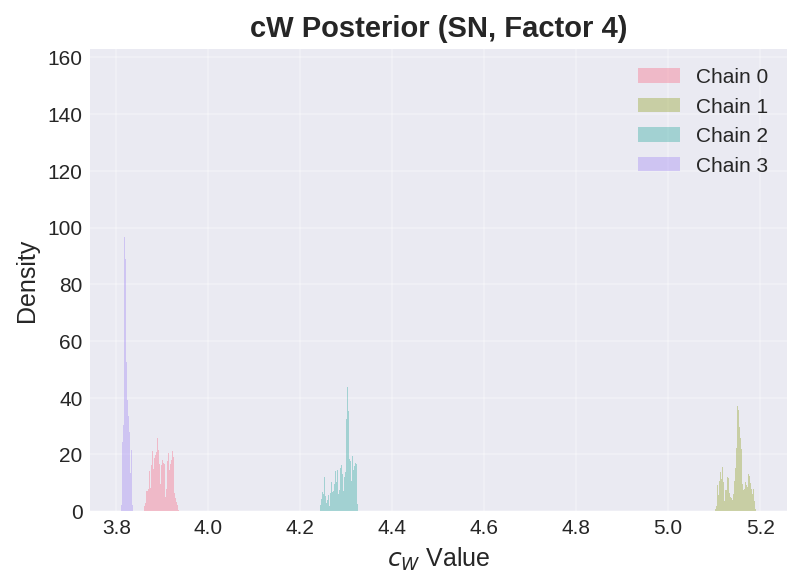 cW Posterior (SN, Factor 4)
160
140
120
100
80
60
40
20
0
Density
Chain 0
Chain 1
Chain 2
Chain 3
3.8 4.0 4.2 4.4 4.6 4.8 5.0 5.2
c_W Value